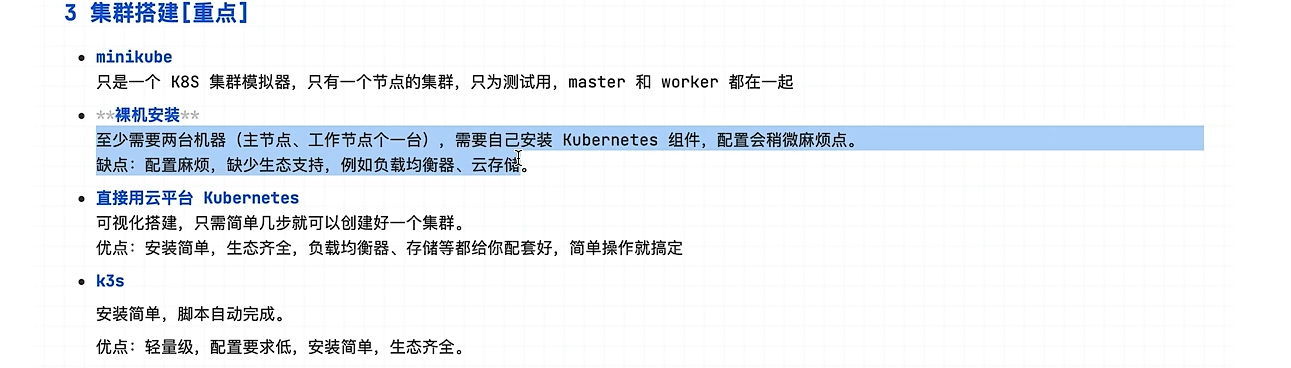 3 集群搭建[重点]
minikube
只是一个 K8S 集群模拟器，只有一个节点的集群，只为测试用，master 和 worker 都在一起
**裸机安装**
至少需要两台机器（主节点、工作节点个一台），需要自己安装 Kubernetes 组件，配置会稍微麻烦点。
缺点：配置麻烦，缺少生态支持，例如负载均衡器、云存储。
直接用云平台 Kubernetes
可视化搭建，只需简单几步就可以创建好一个集群。
优点：安装简单，生态齐全，负载均衡器、存储等都给你配套好，简单操作就搞定
k3s
安装简单，脚本自动完成。
优点：轻量级，配置要求低，安装简单，生态齐全。